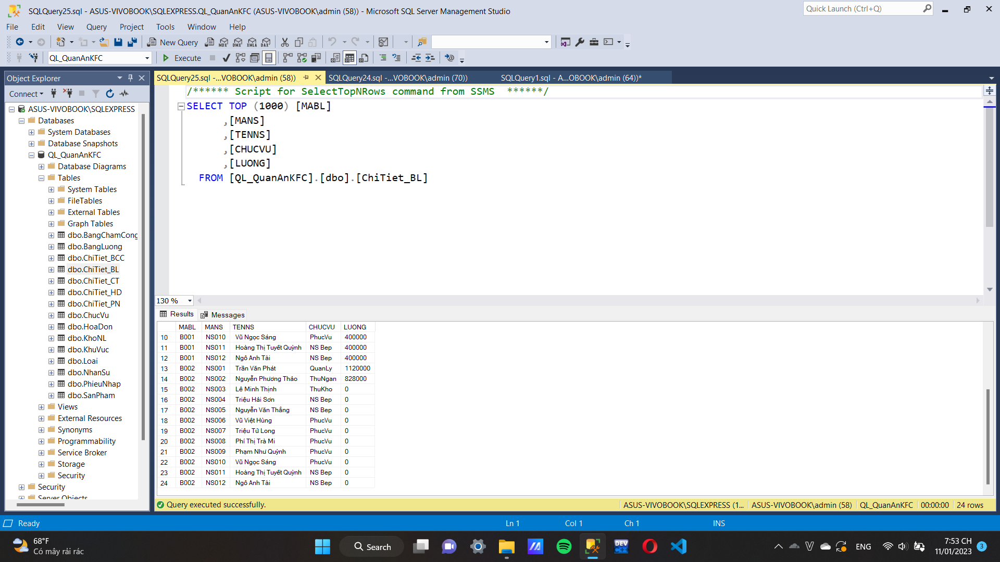 SQLQuery25.sql - ASUS-VIVOBOOK\SQLEXPRESS.QL_QuanAnKFC (ASUS-VIVOBOOK\admin (58)) - Microsoft SQL Server Management Studio
Quick Launch (Ctrl+Q)
File Edit View Query Project Tools Window Help
New Query MDX DMX XMLA DAX
QL_QuanAnKFC Execute
Object Explorer
Connect
ASUS-VIVOBOOK\SQLEXPRESS
Databases
System Databases
Database Snapshots
QL_QuanAnKFC
Database Diagrams
Tables
System Tables
FileTables
External Tables
Graph Tables
dbo.BangChamCong
dbo.BangLuong
dbo.ChiTiet_BCC
dbo.ChiTiet_BL
dbo.ChiTiet_CT
dbo.ChiTiet_HD
dbo.ChiTiet_PN
dbo.ChucVu
dbo.HoaDon
dbo.KhoNL
dbo.KhuVuc
dbo.Loai
dbo.NhanSu
dbo.PhieuNhap
dbo.SanPham
Views
External Resources
Synonyms
Programmability
Service Broker
Storage
Security
Security
Server Objects
SQLQuery25.sql -...VOBOOK\admin (58)) SQLQuery24.sql -...VOBOOK\admin (70)) SQLQuery1.sql - A...OBOOK\admin (64))*
/****** Script for SelectTopNRows command from SSMS ******/
SELECT TOP (1000) [MABL]
,[MANS]
,[TENNS]
,[CHUCVU]
,[LUONG]
FROM [QL_QuanAnKFC].[dbo].[ChiTiet_BL]
130 %
Results Messages
MABL MANS TENNS CHUCVU LUONG
10 B001 NS010 Vũ Ngọc Sáng PhucVu 400000
11 B001 NS011 Hoàng Thị Tuyết Quỳnh NS Bep 400000
12 B001 NS012 Ngô Anh Tài NS Bep 400000
13 B002 NS001 Trần Văn Phát QuanLy 1120000
14 B002 NS002 Nguyễn Phương Thảo ThuNgan 828000
15 B002 NS003 Lê Minh Thịnh ThuKho 0
16 B002 NS004 Triệu Hải Sơn NS Bep 0
17 B002 NS005 Nguyễn Văn Thắng NS Bep 0
18 B002 NS006 Vũ Việt Hùng PhucVu 0
19 B002 NS007 Triệu Tử Long PhucVu 0
20 B002 NS008 Phí Thị Trà Mi PhucVu 0
21 B002 NS009 Phạm Như Quỳnh PhucVu 0
22 B002 NS010 Vũ Ngọc Sáng PhucVu 0
23 B002 NS011 Hoàng Thị Tuyết Quỳnh NS Bep 0
24 B002 NS012 Ngô Anh Tài NS Bep 0
Query executed successfully. ASUS-VIVOBOOK\SQLEXPRESS (1... ASUS-VIVOBOOK\admin (58) QL_QuanAnKFC 00:00:00 24 rows
Ready Ln 1 Col 1 Ch 1 INS
68°F
Có mây rải rác
Search
DEV
ENG
7:53 CH
11/01/2023
3